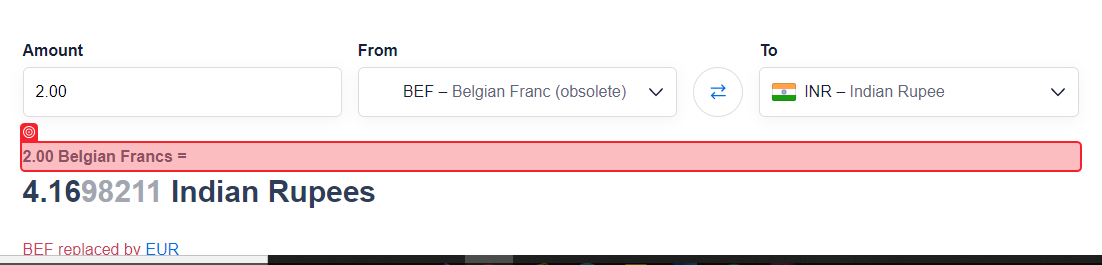 Amount
From
To
2.00
BEF – Belgian Franc (obsolete)
INR – Indian Rupee
2.00 Belgian Francs =
4.1698211 Indian Rupees
BEF replaced by EUR